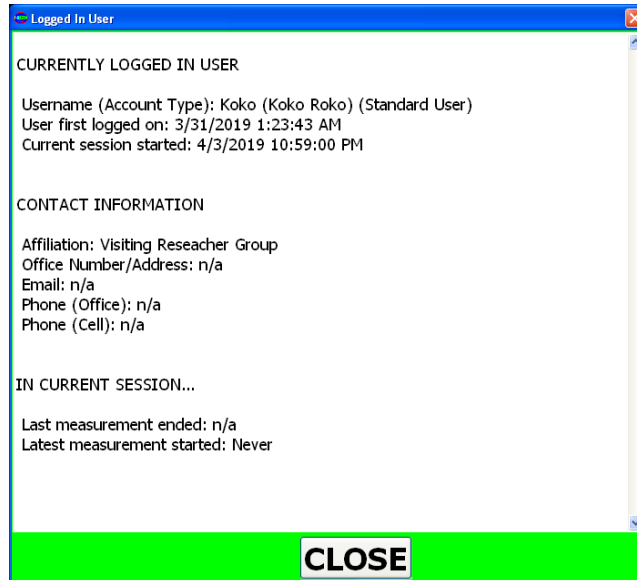 Logged In User
CURRENTLY LOGGED IN USER
Username (Account Type): Koko (Koko Roko) (Standard User)
User first logged on: 3/31/2019 1:23:43 AM
Current session started: 4/3/2019 10:59:00 PM
CONTACT INFORMATION
Affiliation: Visiting Reseacher Group
Office Number/Address: n/a
Email: n/a
Phone (Office): n/a
Phone (Cell): n/a
IN CURRENT SESSION...
Last measurement ended: n/a
Latest measurement started: Never
CLOSE